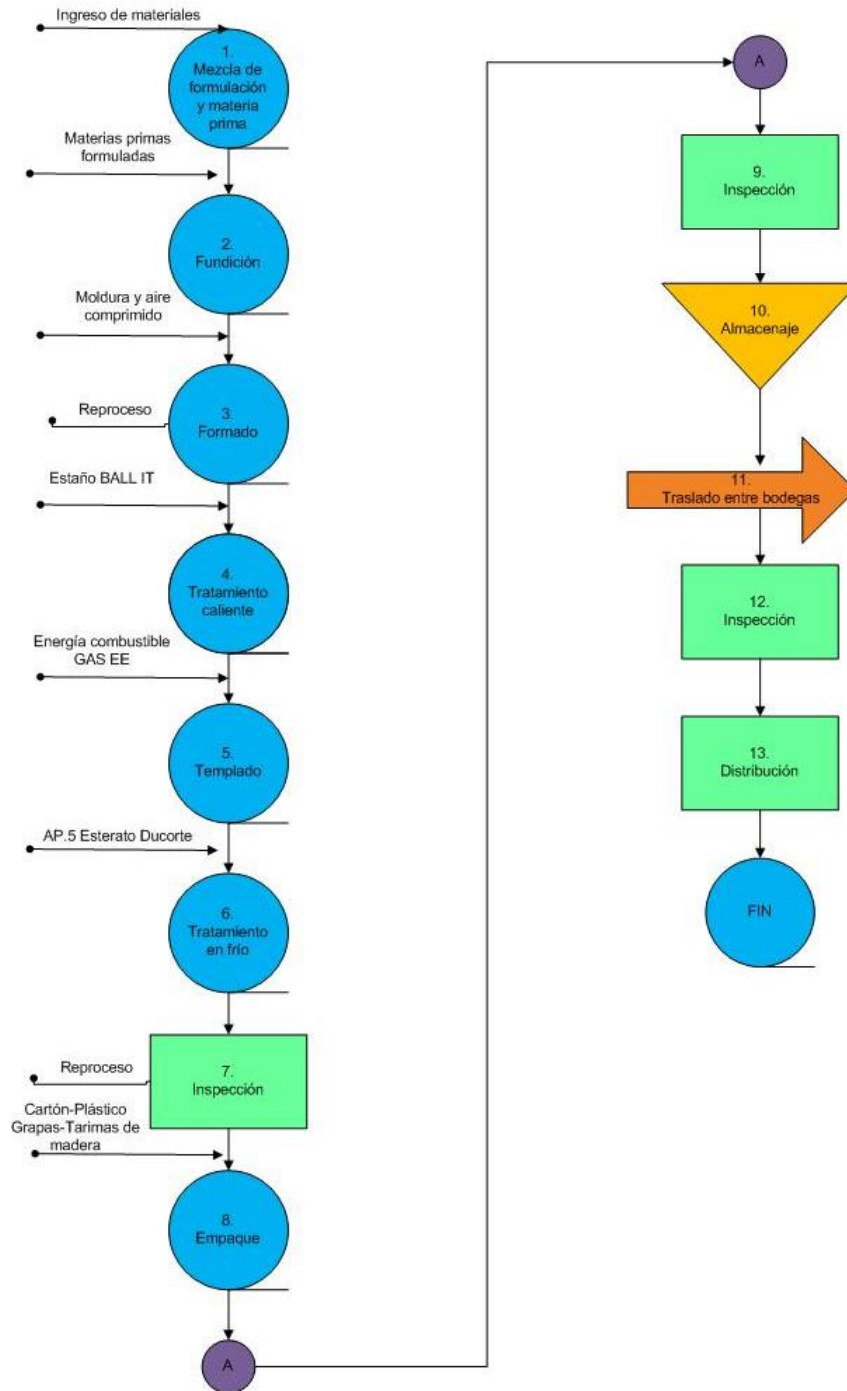 Ingreso de materiales
1.
Mezcla de
formulación
y materia
prima
Materias primas
formuladas
2.
Fundición
Moldura y aire
comprimido
Reproceso
3.
Formado
Estaño BALL IT
4.
Tratamiento
caliente
Energía combustible
GAS EE
5.
Templado
AP.5 Esterato Ducorte
6.
Tratamiento
en frío
Reproceso
7.
Inspección
Cartón-Plástico
Grapas-Tarimas de
madera
8.
Empaque
A
A
9.
Inspección
10.
Almacenaje
11.
Traslado entre bodegas
12.
Inspección
13.
Distribución
FIN